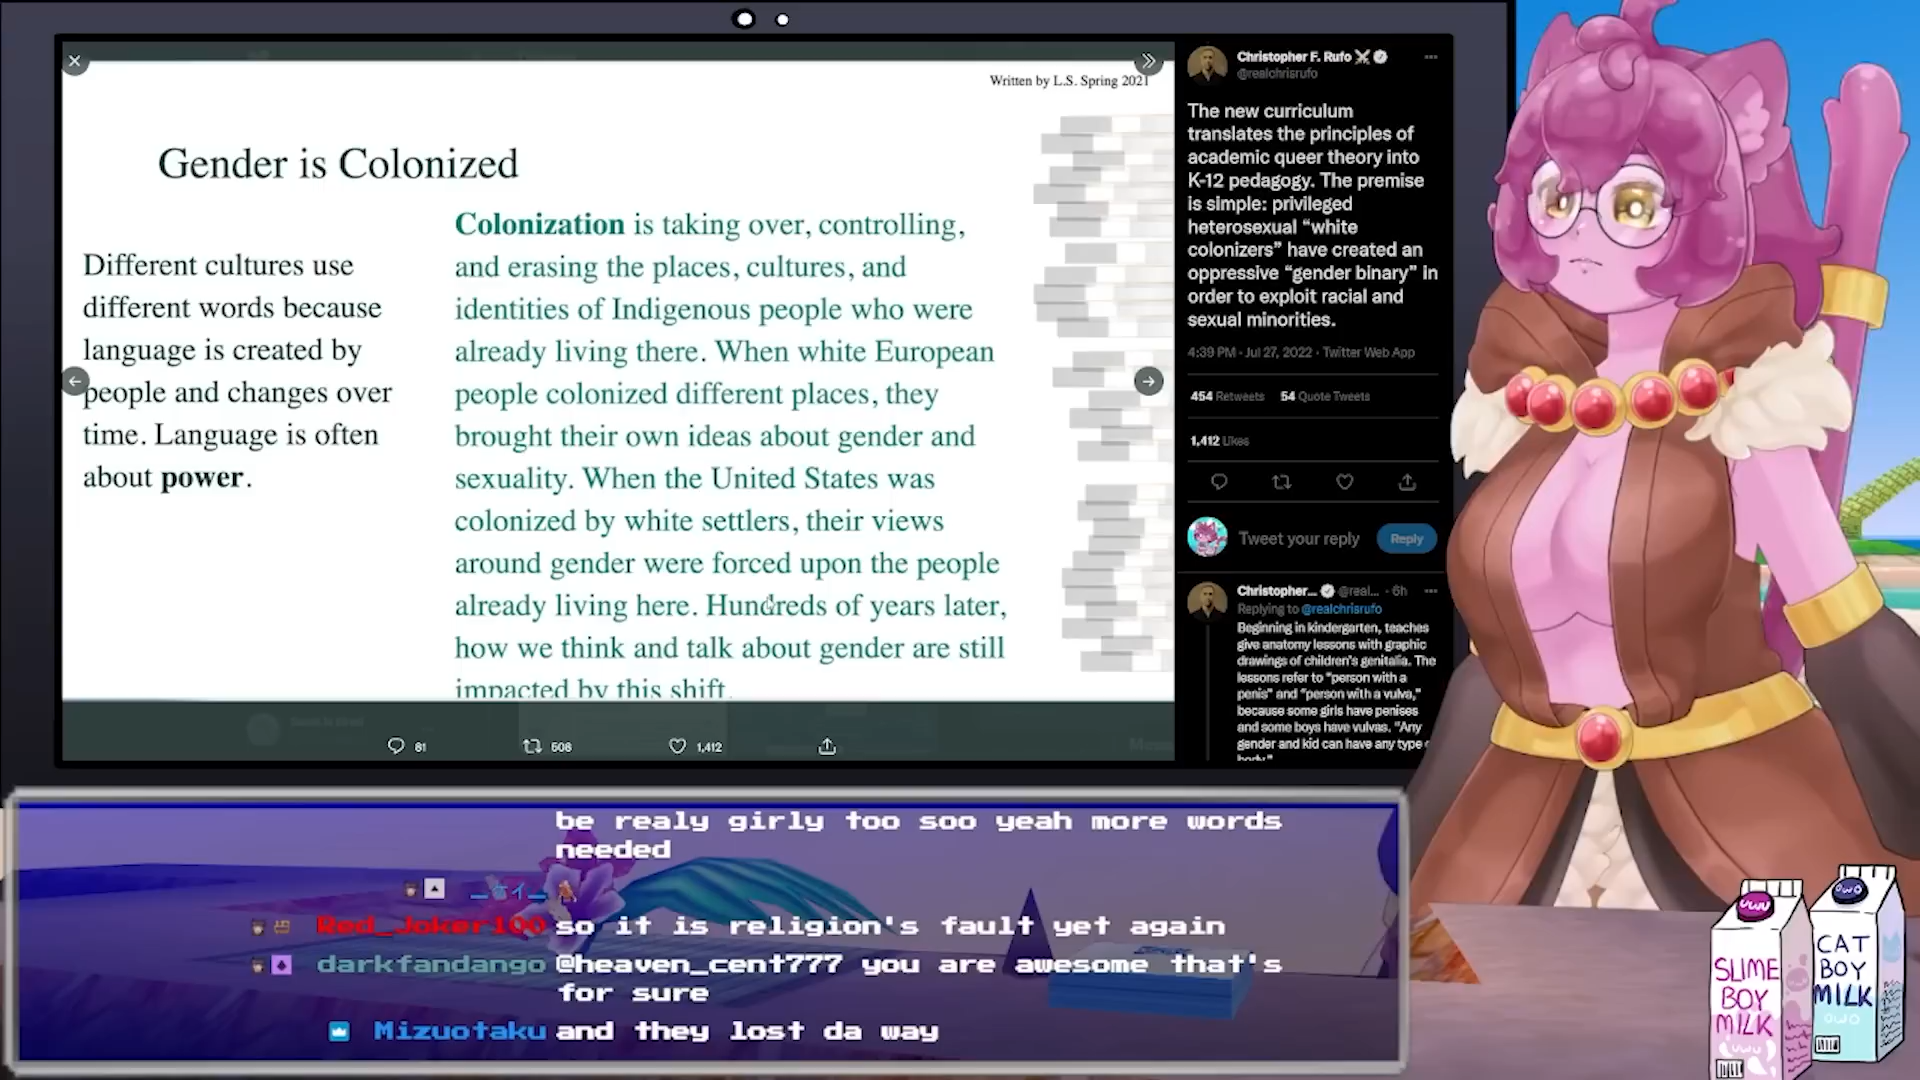 Written by L.S. Spring 2021
Gender is Colonized
Different cultures use
different words because
language is created by
people and changes over
time. Language is often
about power.
Colonization is taking over, controlling,
and erasing the places, cultures, and
identities of Indigenous people who were
already living there. When white European
people colonized different places, they
brought their own ideas about gender and
sexuality. When the United States was
colonized by white settlers, their views
around gender were forced upon the people
already living here. Hundreds of years later,
how we think and talk about gender are still
impacted by this shift.
81
508
1,412
Christopher F. Rufo
@realchrisrufo
The new curriculum
translates the principles of
academic queer theory into
K-12 pedagogy. The premise
is simple: privileged
heterosexual “white
colonizers” have created an
oppressive “gender binary” in
order to exploit racial and
sexual minorities.
4:39 PM · Jul 27, 2022 · Twitter Web App
454 Retweets 54 Quote Tweets
1,412 Likes
Tweet your reply
Reply
Christopher... @real... · 6h
Replying to @realchrisrufo
Beginning in kindergarten, teaches
give anatomy lessons with graphic
drawings of children's genitalia. The
lessons refer to "person with a
penis" and "person with a vulva,"
because some girls have penises
and some boys have vulvas. "Any
gender and kid can have any type
body."
be realy girly too soo yeah more words
needed
Red_Joker100 so it is religion's fault yet again
darkfandango @heaven_cent777 you are awesome that's
for sure
Mizuotaku and they lost da way
uwu
SLIME
BOY
MILK
uwu
OWO
CAT
BOY
MILK
OWO